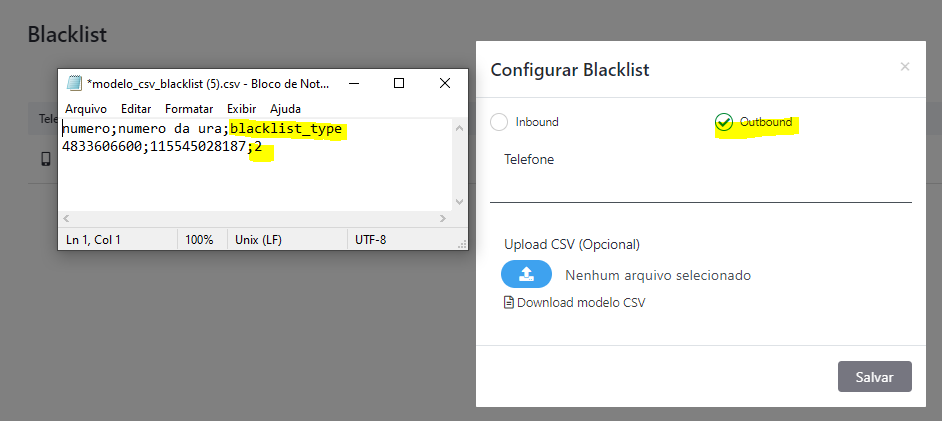 Blacklist
Tele
*modelo_csv_blacklist (5).csv - Bloco de Not...
Arquivo Editar Formatar Exibir Ajuda
numero;numero da ura;blacklist_type
4833606600;115545028187;2
Ln 1, Col 1 100% Unix (LF) UTF-8
Configurar Blacklist
Inbound Outbound
Telefone
Upload CSV (Opcional)
Nenhum arquivo selecionado
Download modelo CSV
Salvar